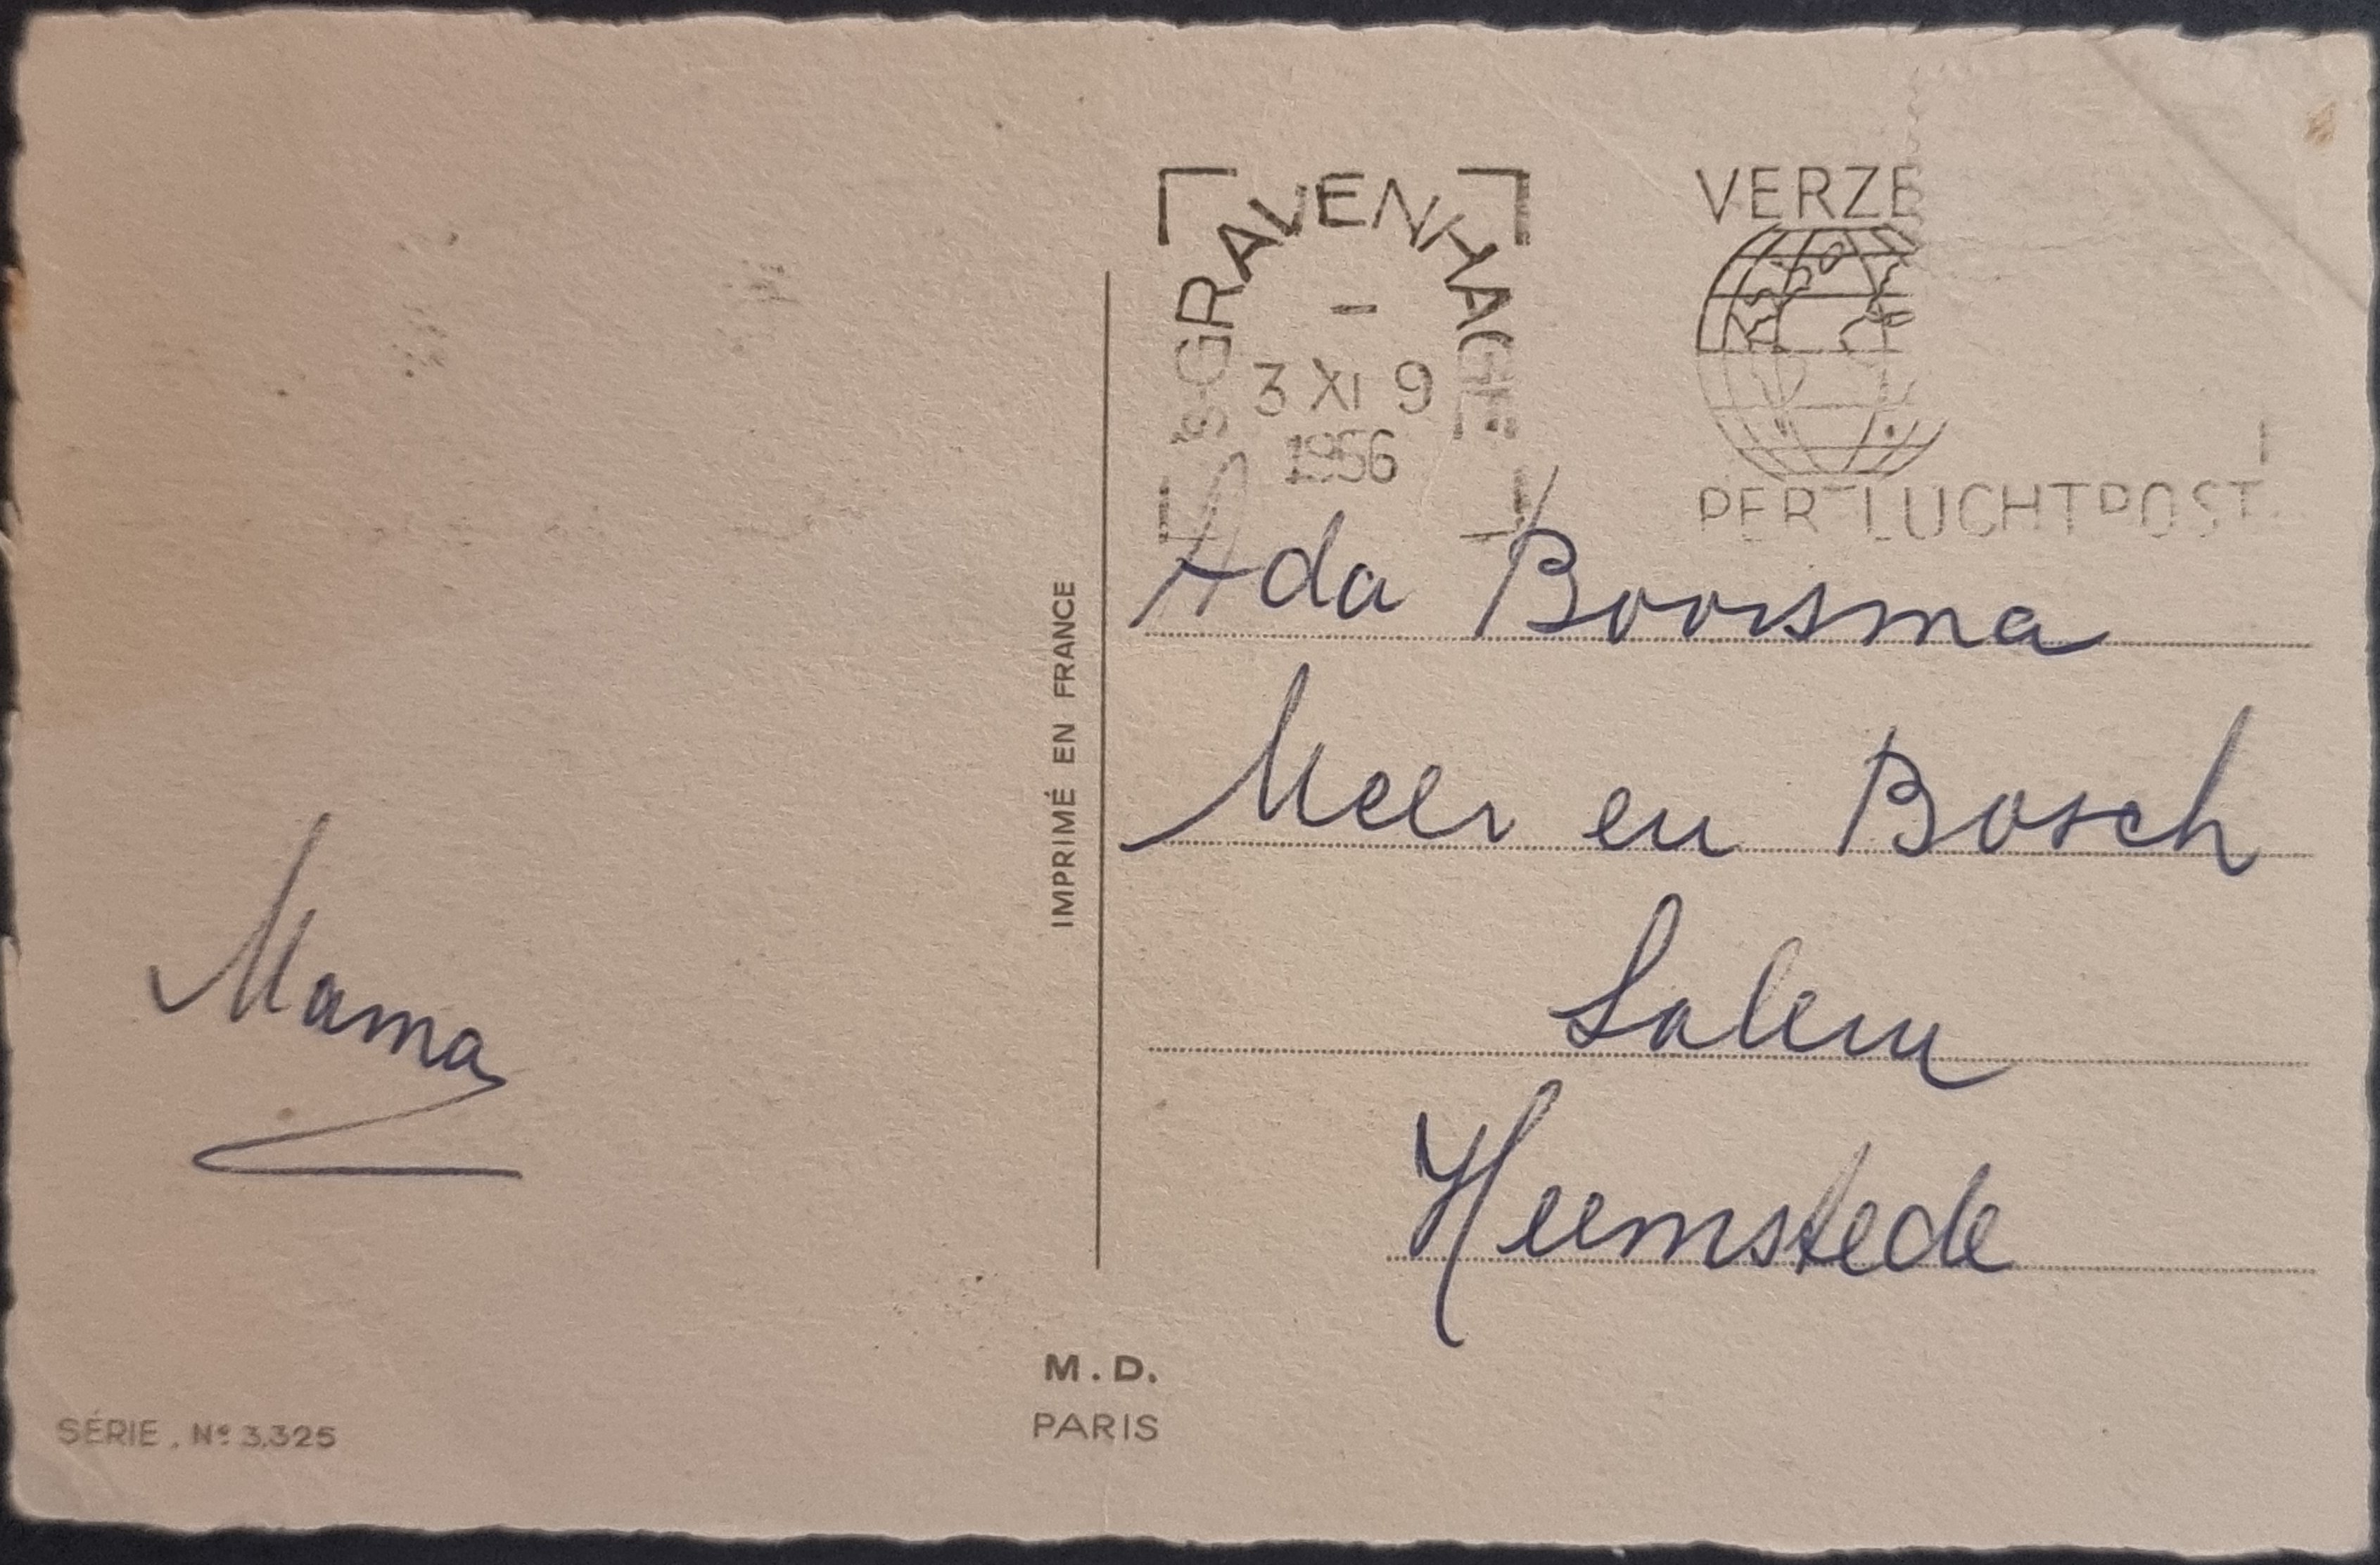 's-GRAVENHAGE
3 XI 9
1956
VERZE
PER LUCHTPOST
Ada Boorsma
Meer en Bosch
Salem
Heemstede
Mama
IMPRIMÉ EN FRANCE
M.D.
PARIS
SÉRIE. Nº 3.325